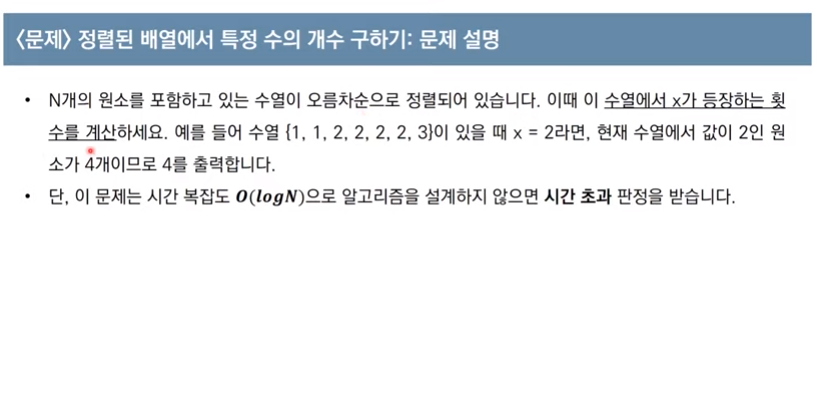 <문제> 정렬된 배열에서 특정 수의 개수 구하기: 문제 설명
• N개의 원소를 포함하고 있는 수열이 오름차순으로 정렬되어 있습니다. 이때 이 수열에서 x가 등장하는 횟
수를 계산하세요. 예를 들어 수열 {1, 1, 2, 2, 2, 2, 3}이 있을 때 x = 2라면, 현재 수열에서 값이 2인 원
소가 4개이므로 4를 출력합니다.
• 단, 이 문제는 시간 복잡도 O(logN)으로 알고리즘을 설계하지 않으면 시간 초과 판정을 받습니다.